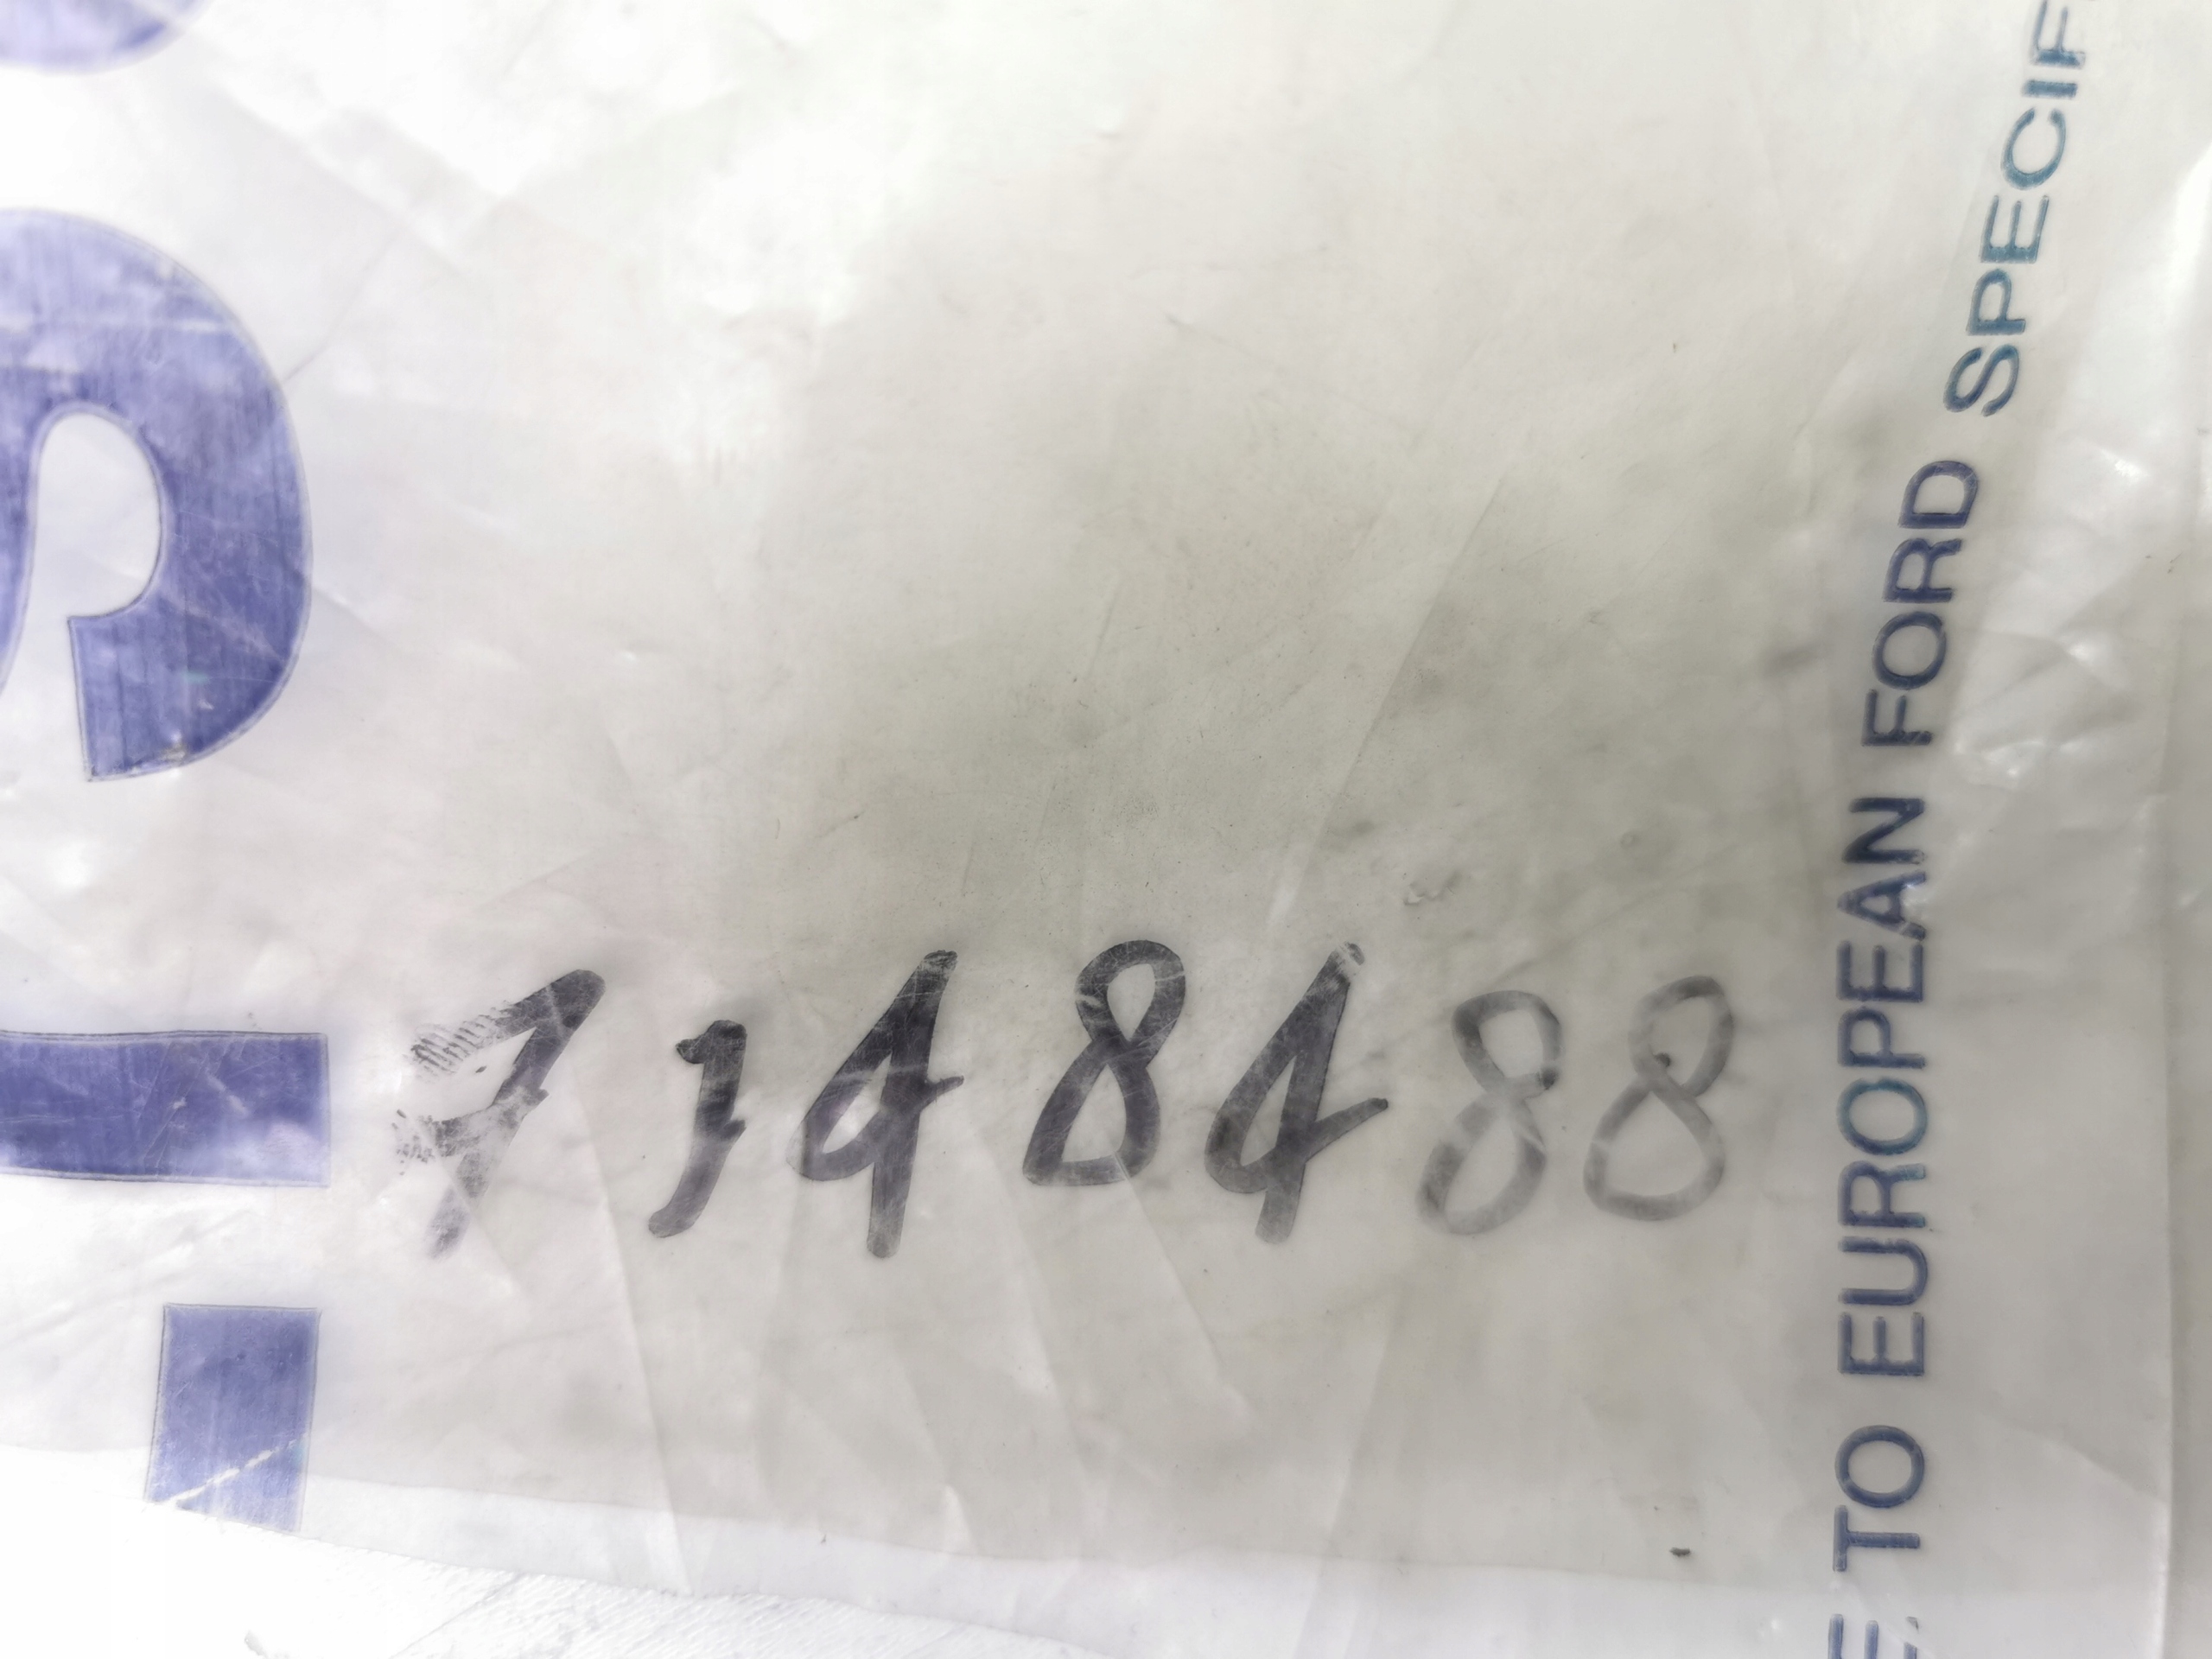 7148488
E TO EUROPEAN FORD SPECIF